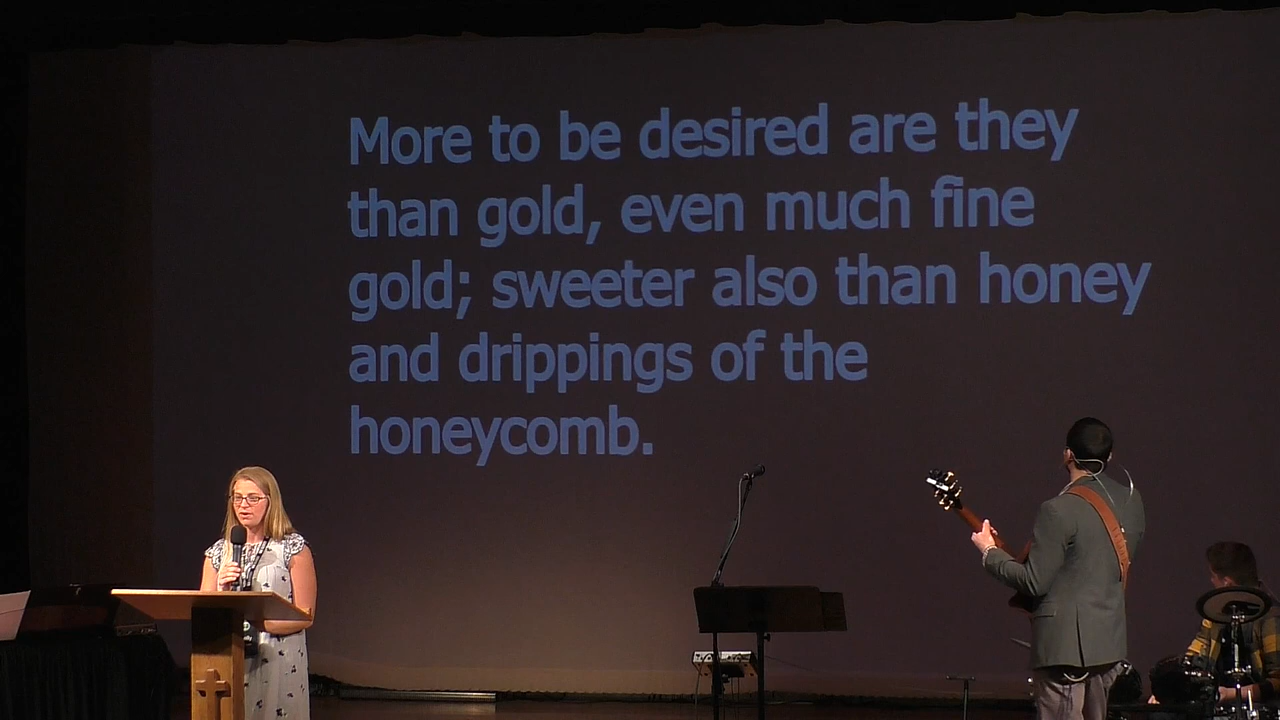 More to be desired are they
than gold, even much fine
gold; sweeter also than honey
and drippings of the
honeycomb.